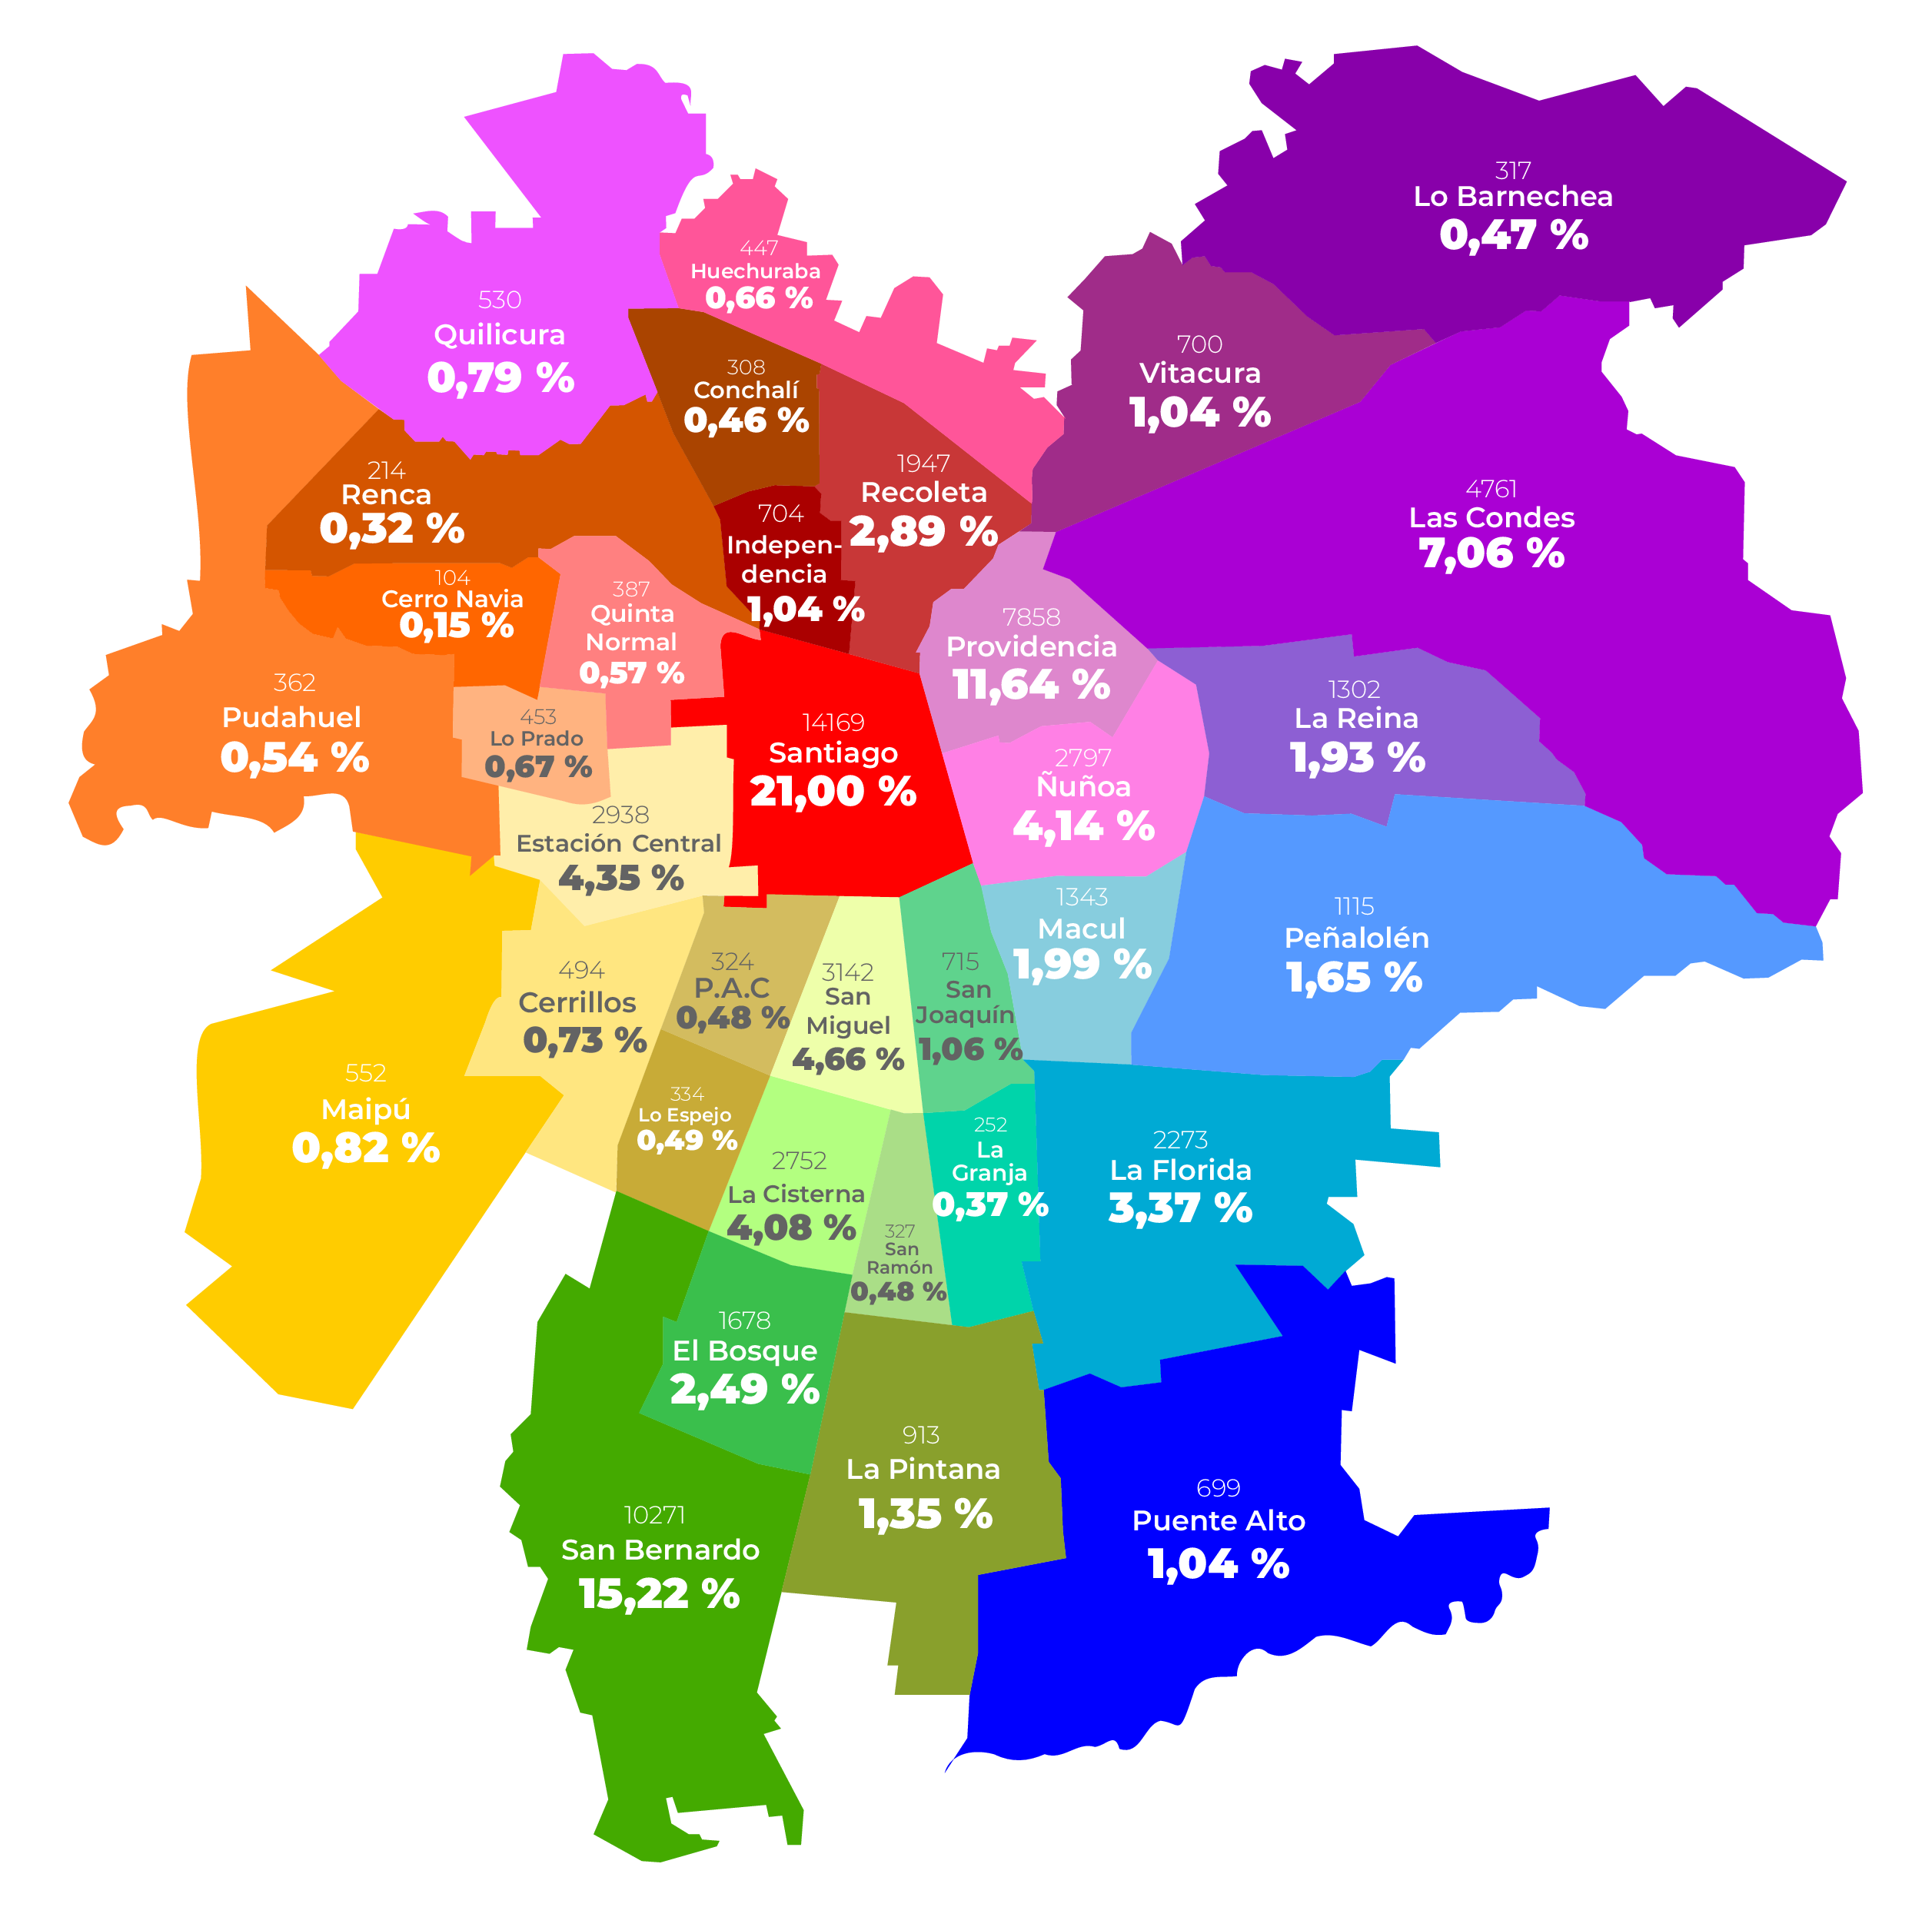 317
Lo Barnechea
0,47 %
447
Huechuraba
0,66 %
530
Quilicura
0,79 %
700
Vitacura
1,04 %
308
Conchalí
0,46 %
1947
Recoleta
2,89 %
214
Renca
0,32 %
4761
Las Condes
7,06 %
704
Indepen-
dencia
1,04 %
104
Cerro Navia
0,15 %
387
Quinta
Normal
0,57 %
7858
Providencia
11,64 %
362
Pudahuel
0,54 %
453
Lo Prado
0,67 %
14169
Santiago
21,00 %
1302
La Reina
1,93 %
2797
Ñuñoa
4,14 %
2938
Estación Central
4,35 %
1343
Macul
1,99 %
1115
Peñalolén
1,65 %
494
Cerrillos
0,73 %
324
P.A.C
0,48 %
3142
San
Miguel
4,66 %
715
San
Joaquín
1,06 %
552
Maipú
0,82 %
334
Lo Espejo
0,49 %
2752
La Cisterna
4,08 %
327
San
Ramón
0,48 %
252
La
Granja
0,37 %
2273
La Florida
3,37 %
1678
El Bosque
2,49 %
913
La Pintana
1,35 %
699
Puente Alto
1,04 %
10271
San Bernardo
15,22 %